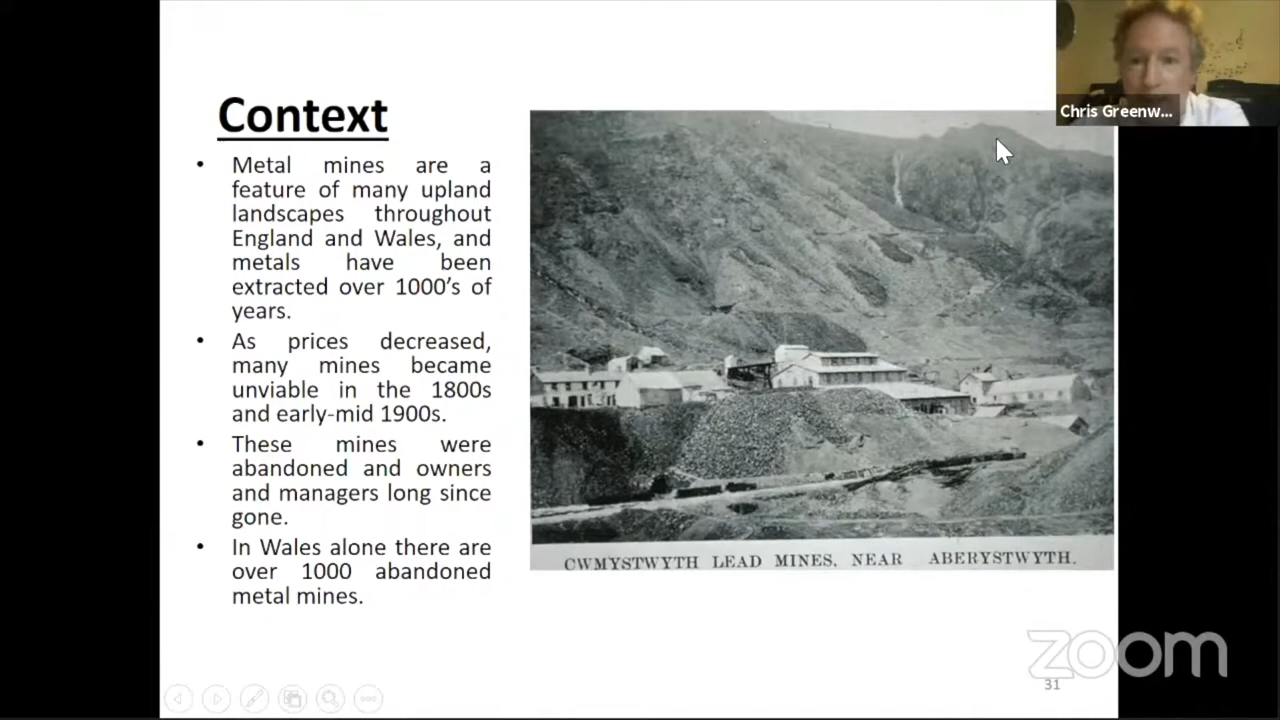 Context
• Metal mines are a
feature of many upland
landscapes throughout
England and Wales, and
metals have been
extracted over 1000’s of
years.
• As prices decreased,
many mines became
unviable in the 1800s
and early-mid 1900s.
• These mines were
abandoned and owners
and managers long since
gone.
• In Wales alone there are
over 1000 abandoned
metal mines.
Chris Greenw...
CWMYSTWYTH LEAD MINES, NEAR ABERYSTWYTH.
zoom
31